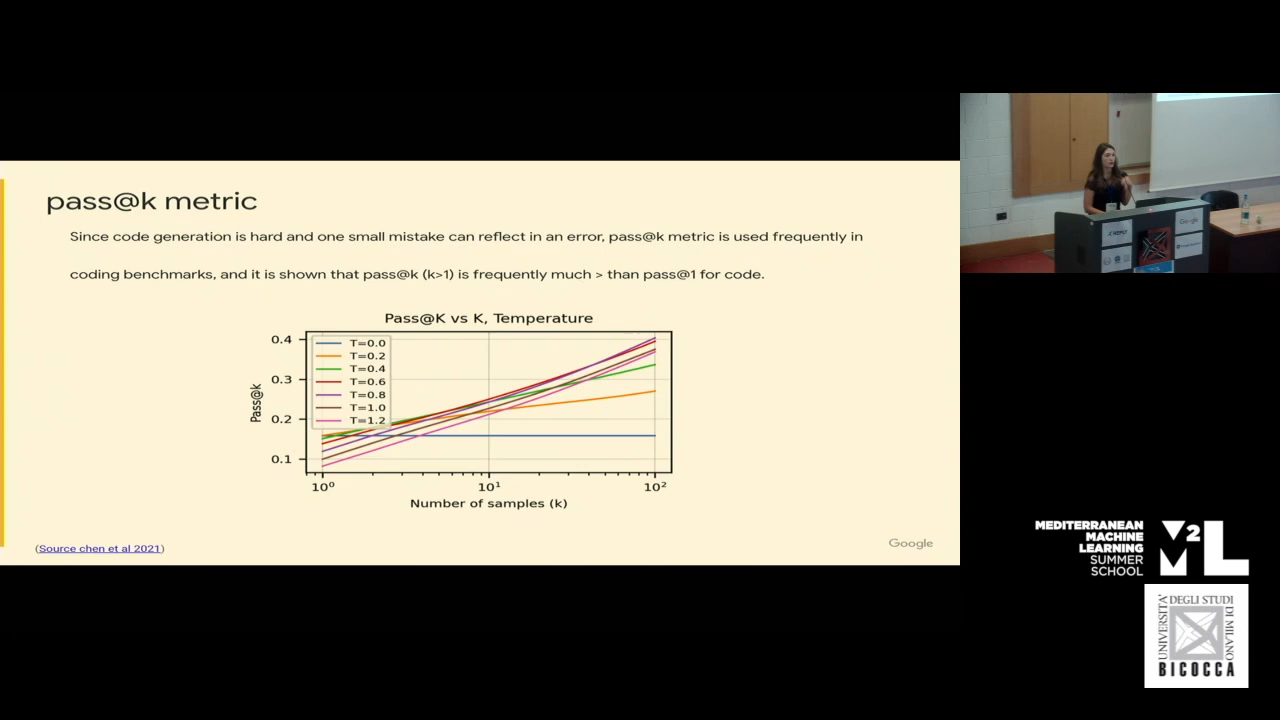 pass@k metric
Since code generation is hard and one small mistake can reflect in an error, pass@k metric is used frequently in
coding benchmarks, and it is shown that pass@k (k>1) is frequently much > than pass@1 for code.
Pass@K vs K, Temperature
Pass@k
0.4
0.3
0.2
0.1
T=0.0
T=0.2
T=0.4
T=0.6
T=0.8
T=1.0
T=1.2
10⁰
10¹
10²
Number of samples (k)
(Source chen et al 2021)
Google
Google
MEDITERRANEAN
MACHINE
LEARNING
SUMMER
SCHOOL
M2L
UNIVERSITA'
DEGLI STUDI
DI MILANO
BICOCCA